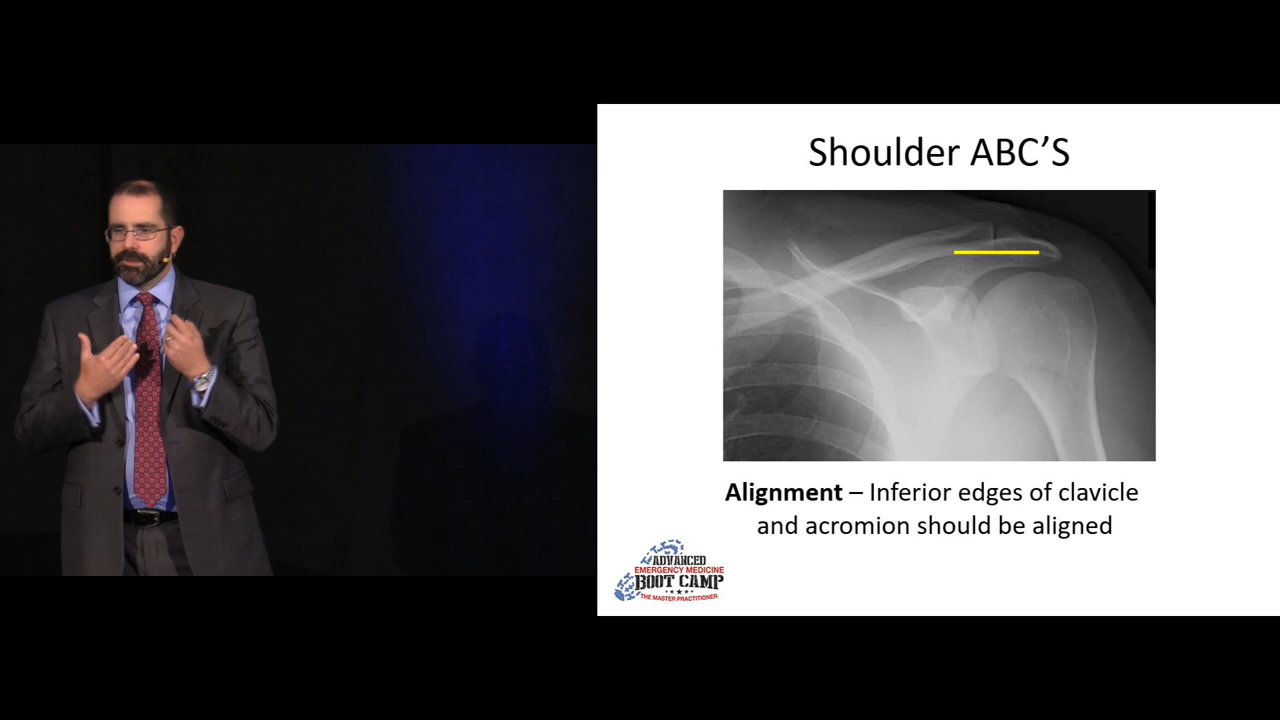 Shoulder ABC’S
Alignment – Inferior edges of clavicle
and acromion should be aligned
ADVANCED
EMERGENCY MEDICINE
BOOT CAMP
THE MASTER PRACTITIONER